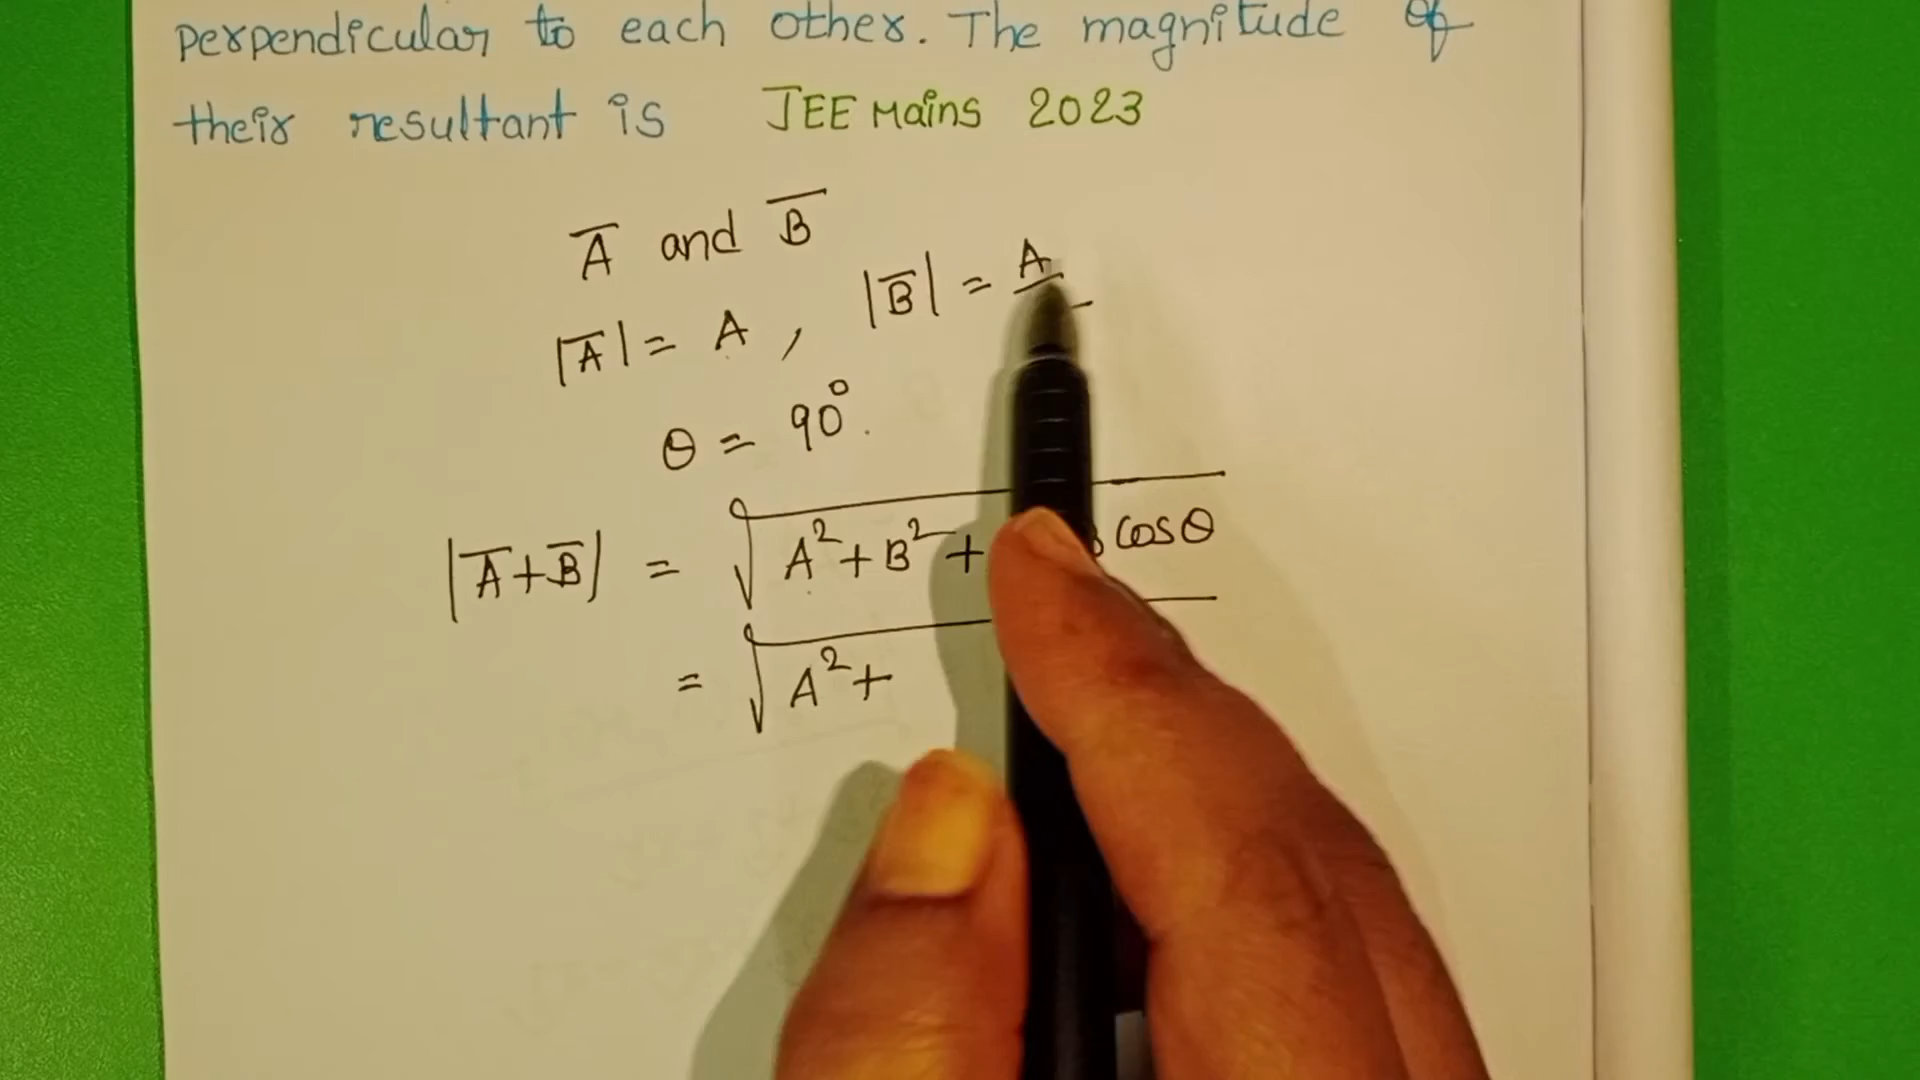 perpendicular to each other. The magnitude of
their resultant is JEE Mains 2023
A̅ and B̅
|A̅| = A , |B̅| = A
θ = 90°.
|A̅+B̅| = √A²+B²+ cosθ
= √A²+